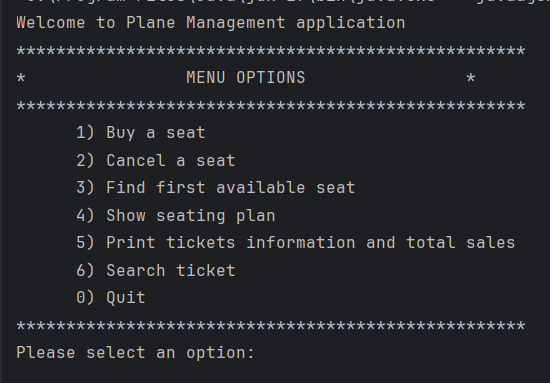 Welcome to Plane Management application
***************************************************
*                MENU OPTIONS                *
***************************************************
1) Buy a seat
2) Cancel a seat
3) Find first available seat
4) Show seating plan
5) Print tickets information and total sales
6) Search ticket
0) Quit
***************************************************
Please select an option: